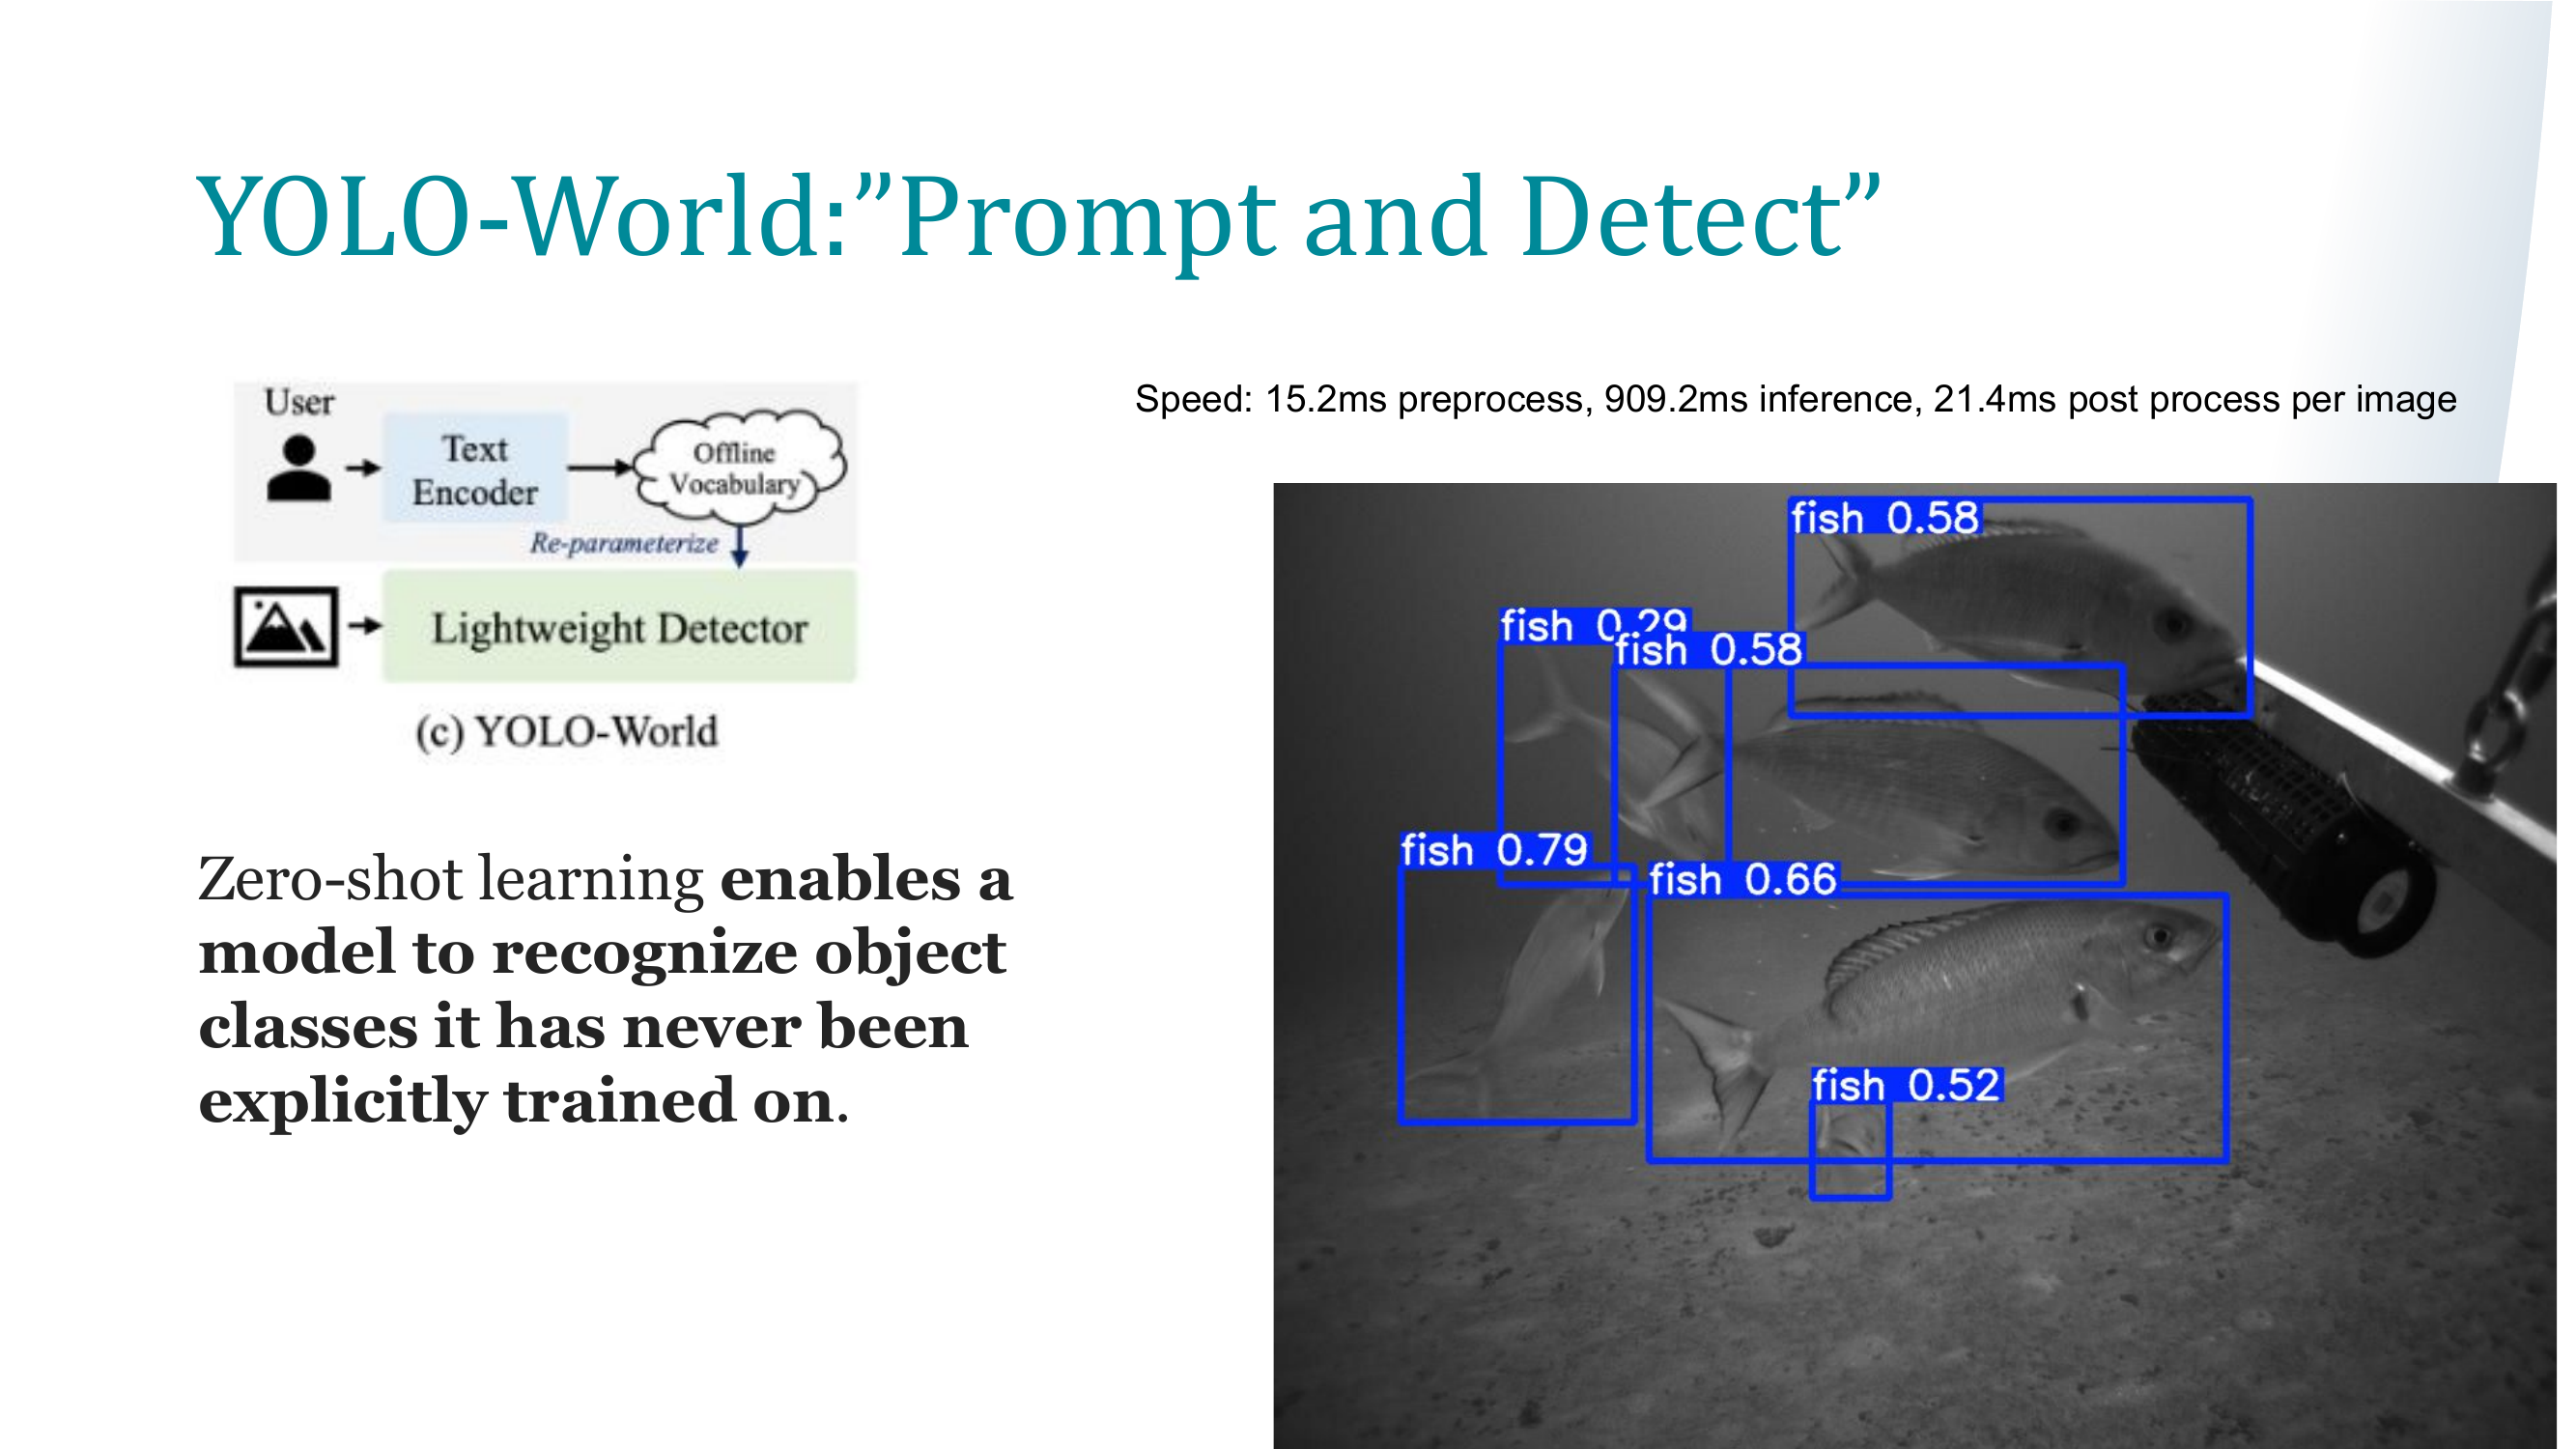 YOLO-World:”Prompt and Detect”
User
Text
Encoder
Offline
Vocabulary
Re-parameterize
Lightweight Detector
(c) YOLO-World
Zero-shot learning enables a
model to recognize object
classes it has never been
explicitly trained on.
Speed: 15.2ms preprocess, 909.2ms inference, 21.4ms post process per image
fish 0.58
fish 0.29
fish 0.58
fish 0.79
fish 0.66
fish 0.52